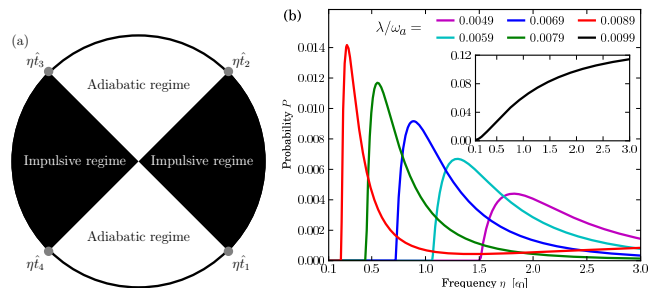 (a)
ηt̂₃
ηt̂₂
Adiabatic regime
Impulsive regime
Impulsive regime
Adiabatic regime
ηt̂₄
ηt̂₁
(b)
λ/ωₐ =
0.0049
0.0069
0.0089
0.0059
0.0079
0.0099
Probability P
0.014
0.012
0.010
0.008
0.006
0.004
0.002
0.000
0.12
0.08
0.04
0.00
0.1 0.5 1.0 1.5 2.0 2.5 3.0
0.1 0.5 1.0 1.5 2.0 2.5 3.0
Frequency η